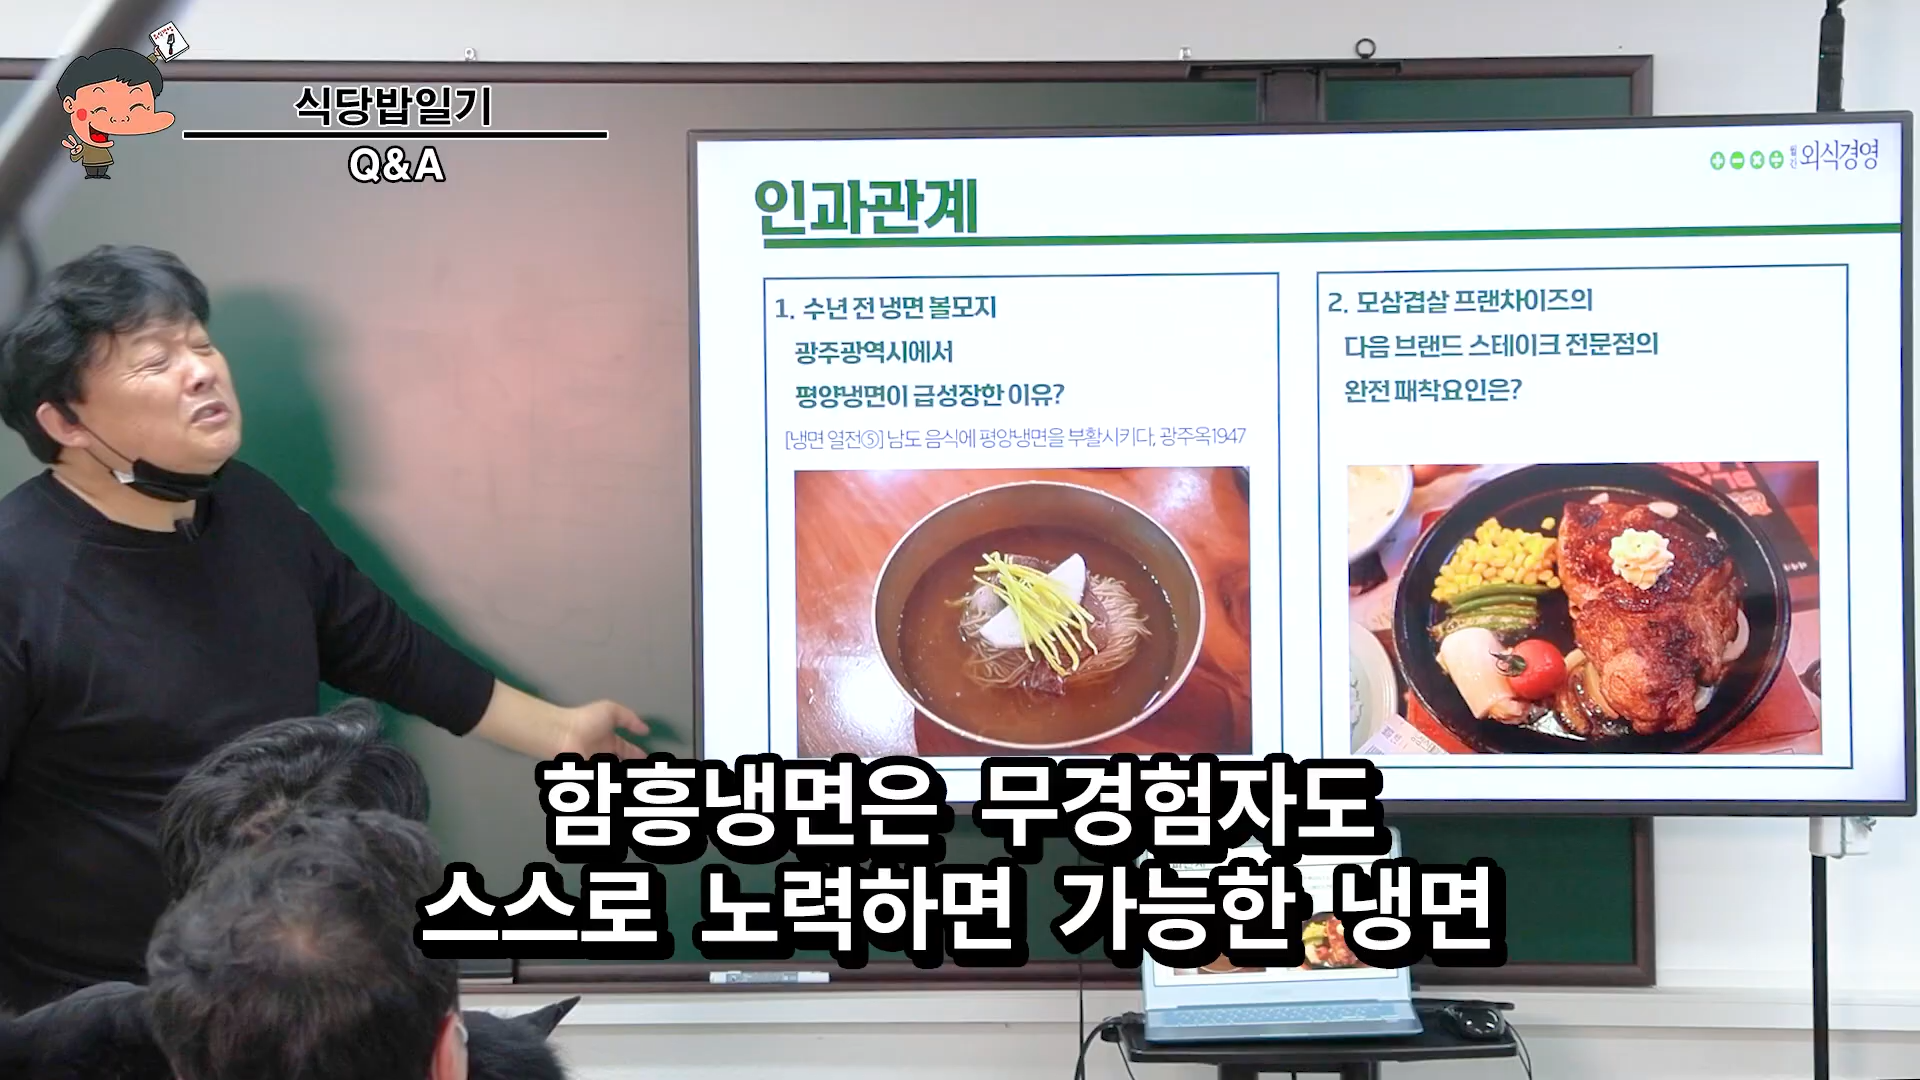 식당밥일기
Q&A
월간 외식경영
인과관계
1. 수년 전 냉면 불모지
광주광역시에서
평양냉면이 급성장한 이유?
[냉면 열전⑤] 남도 음식에 평양냉면을 부활시키다, 광주옥1947
2. 모삼겹살 프랜차이즈의
다음 브랜드 스테이크 전문점의
완전 패착요인은?
함흥냉면은 무경험자도
스스로 노력하면 가능한 냉면